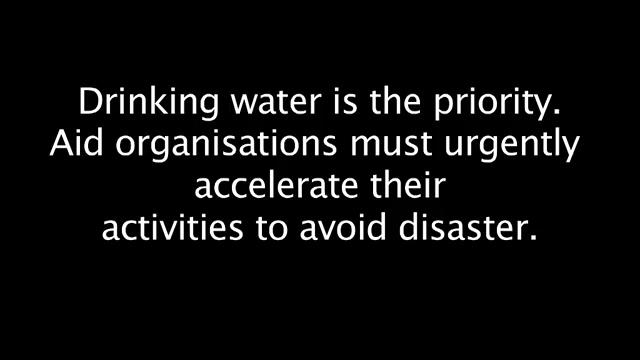 Drinking water is the priority.
Aid organisations must urgently
accelerate their
activities to avoid disaster.